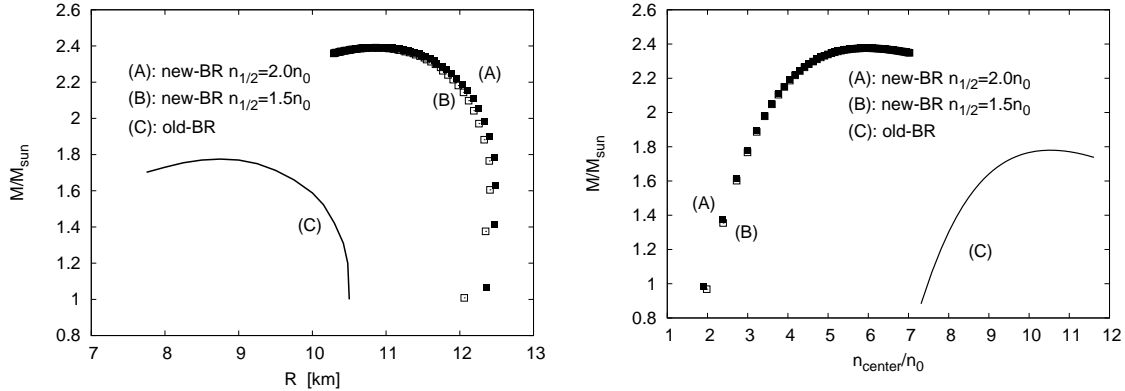 2.6
2.4
2.2
2
1.8
1.6
1.4
1.2
1
0.8
M/M_sun
(A): new-BR n_1/2=2.0n_0
(B): new-BR n_1/2=1.5n_0
(C): old-BR
(A)
(B)
(C)
7 8 9 10 11 12 13
R [km]
2.6
2.4
2.2
2
1.8
1.6
1.4
1.2
1
0.8
M/M_sun
(A): new-BR n_1/2=2.0n_0
(B): new-BR n_1/2=1.5n_0
(C): old-BR
(A)
(B)
(C)
1 2 3 4 5 6 7 8 9 10 11 12
n_center/n_0